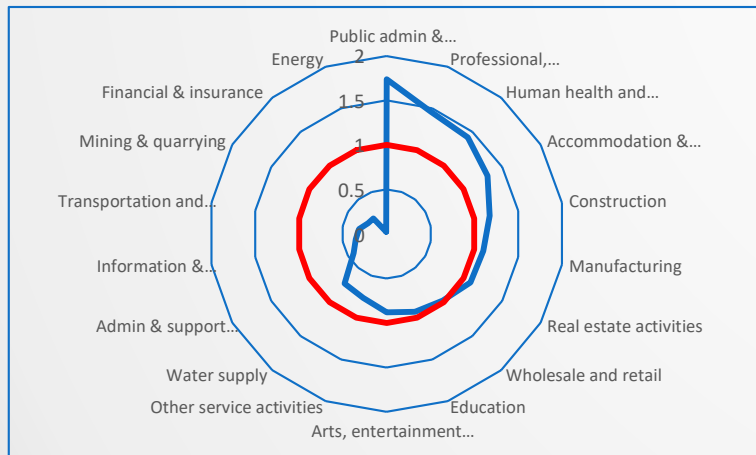 Public admin &...
Professional,...
Human health and...
Accommodation &...
Construction
Manufacturing
Real estate activities
Wholesale and retail
Education
Arts, entertainment...
Other service activities
Water supply
Admin & support...
Information &...
Transportation and...
Mining & quarrying
Financial & insurance
Energy
2
1.5
1
0.5
0